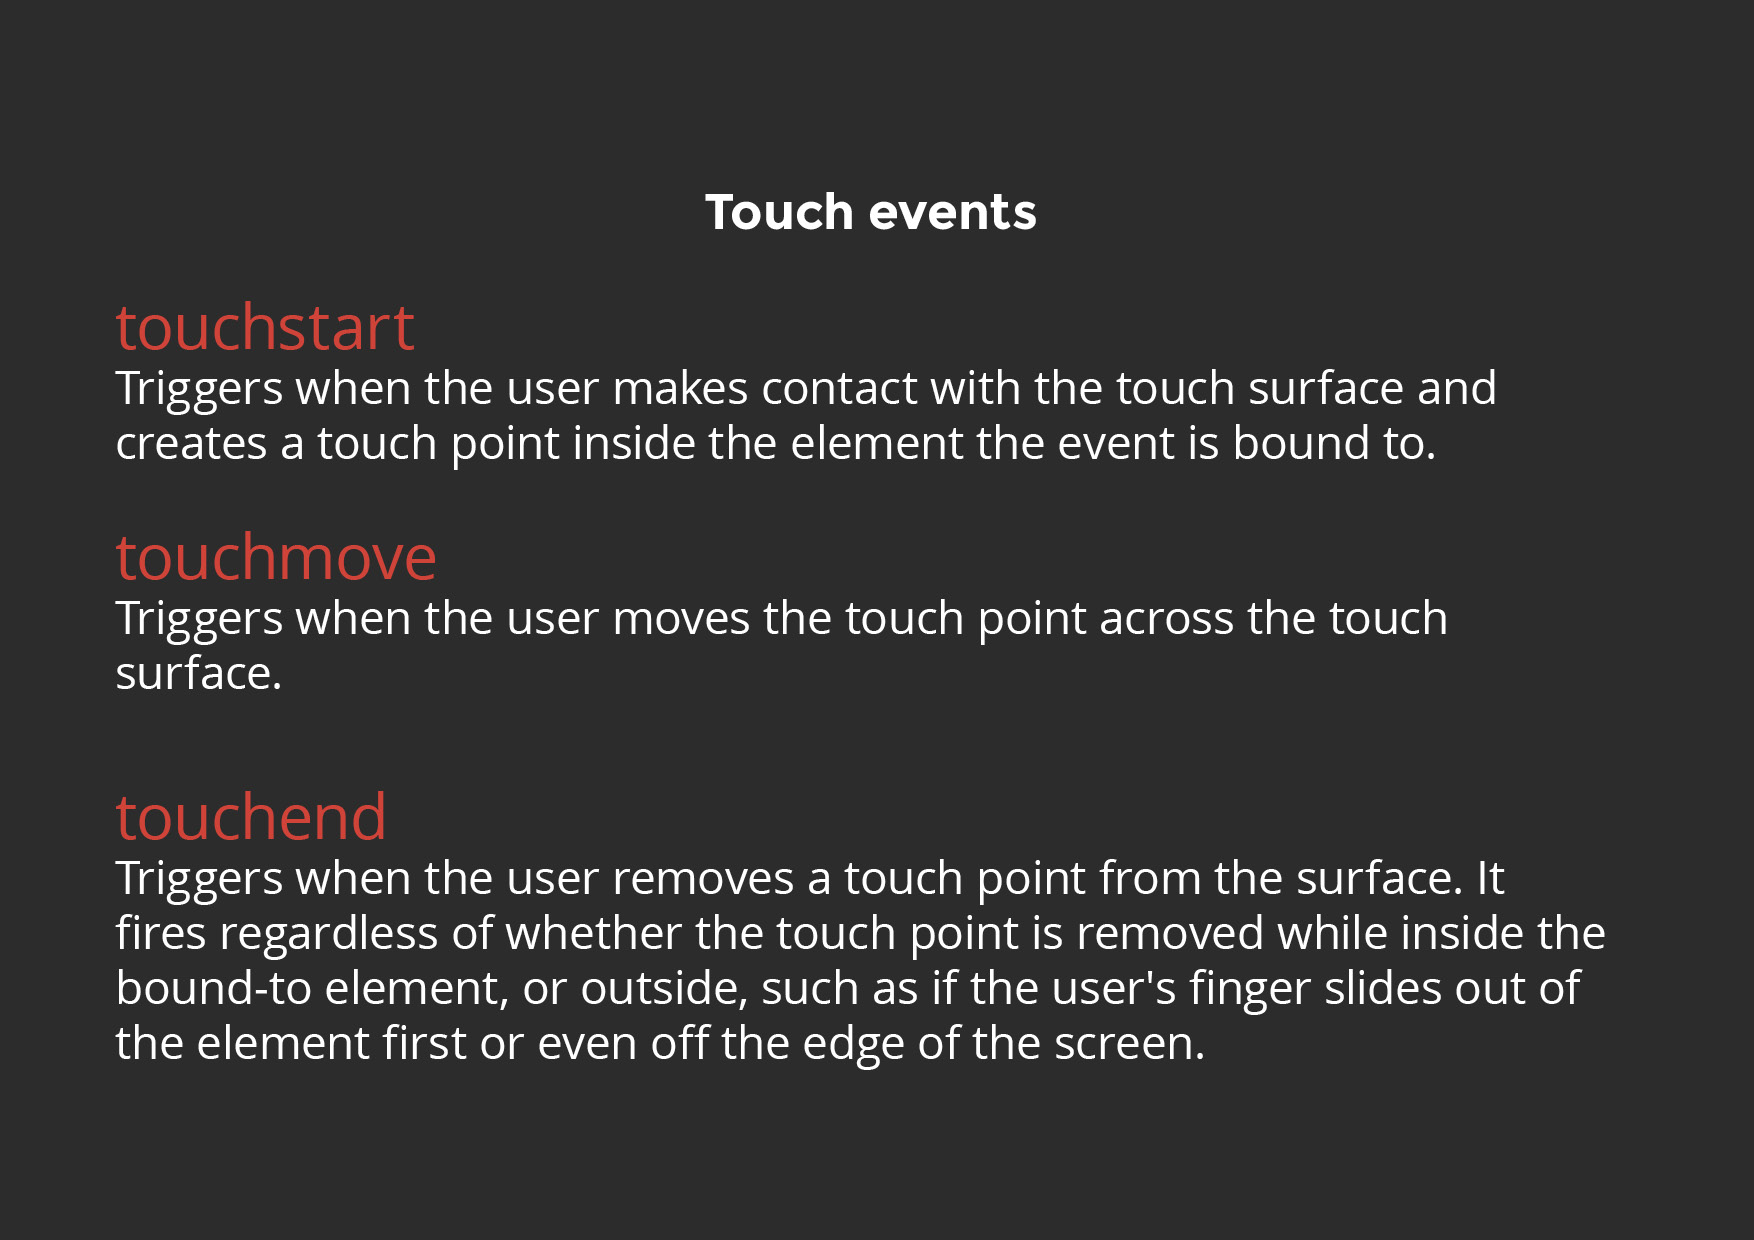 Touch events
touchstart
Triggers when the user makes contact with the touch surface and
creates a touch point inside the element the event is bound to.
touchmove
Triggers when the user moves the touch point across the touch
surface.
touchend
Triggers when the user removes a touch point from the surface. It
fires regardless of whether the touch point is removed while inside the
bound-to element, or outside, such as if the user's finger slides out of
the element first or even off the edge of the screen.